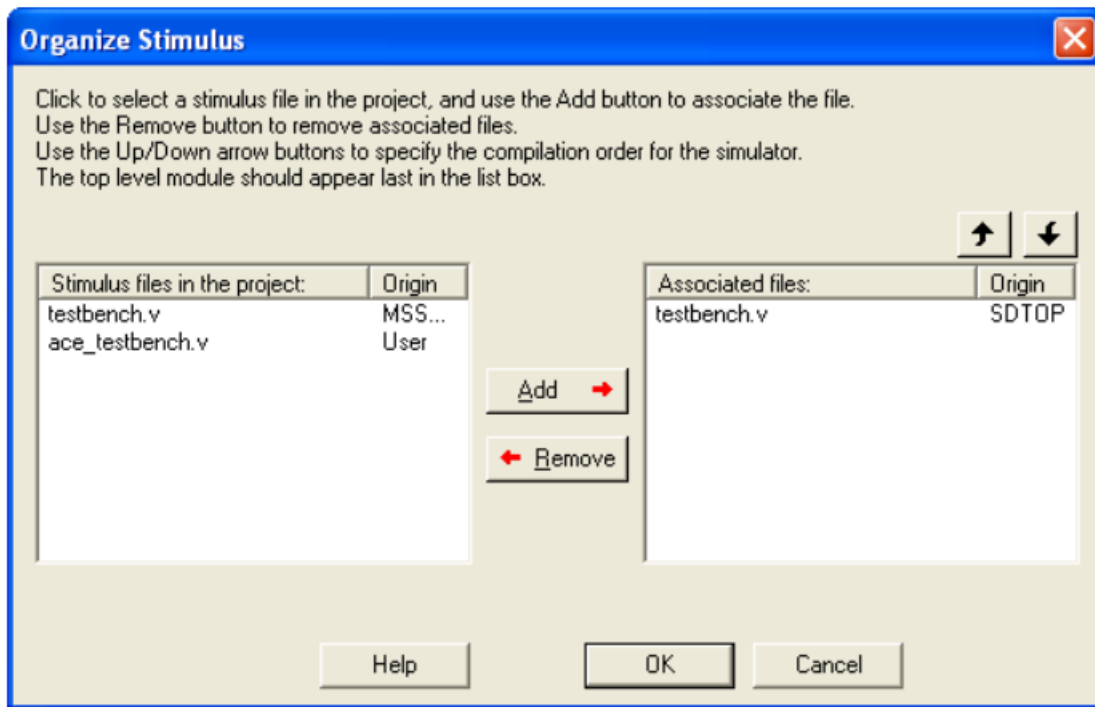 Organize Stimulus
Click to select a stimulus file in the project, and use the Add button to associate the file.
Use the Remove button to remove associated files.
Use the Up/Down arrow buttons to specify the compilation order for the simulator.
The top level module should appear last in the list box.
Stimulus files in the project: Origin
testbench.v MSS...
ace_testbench.v User
Add
Remove
Associated files: Origin
testbench.v SDTOP
Help OK Cancel